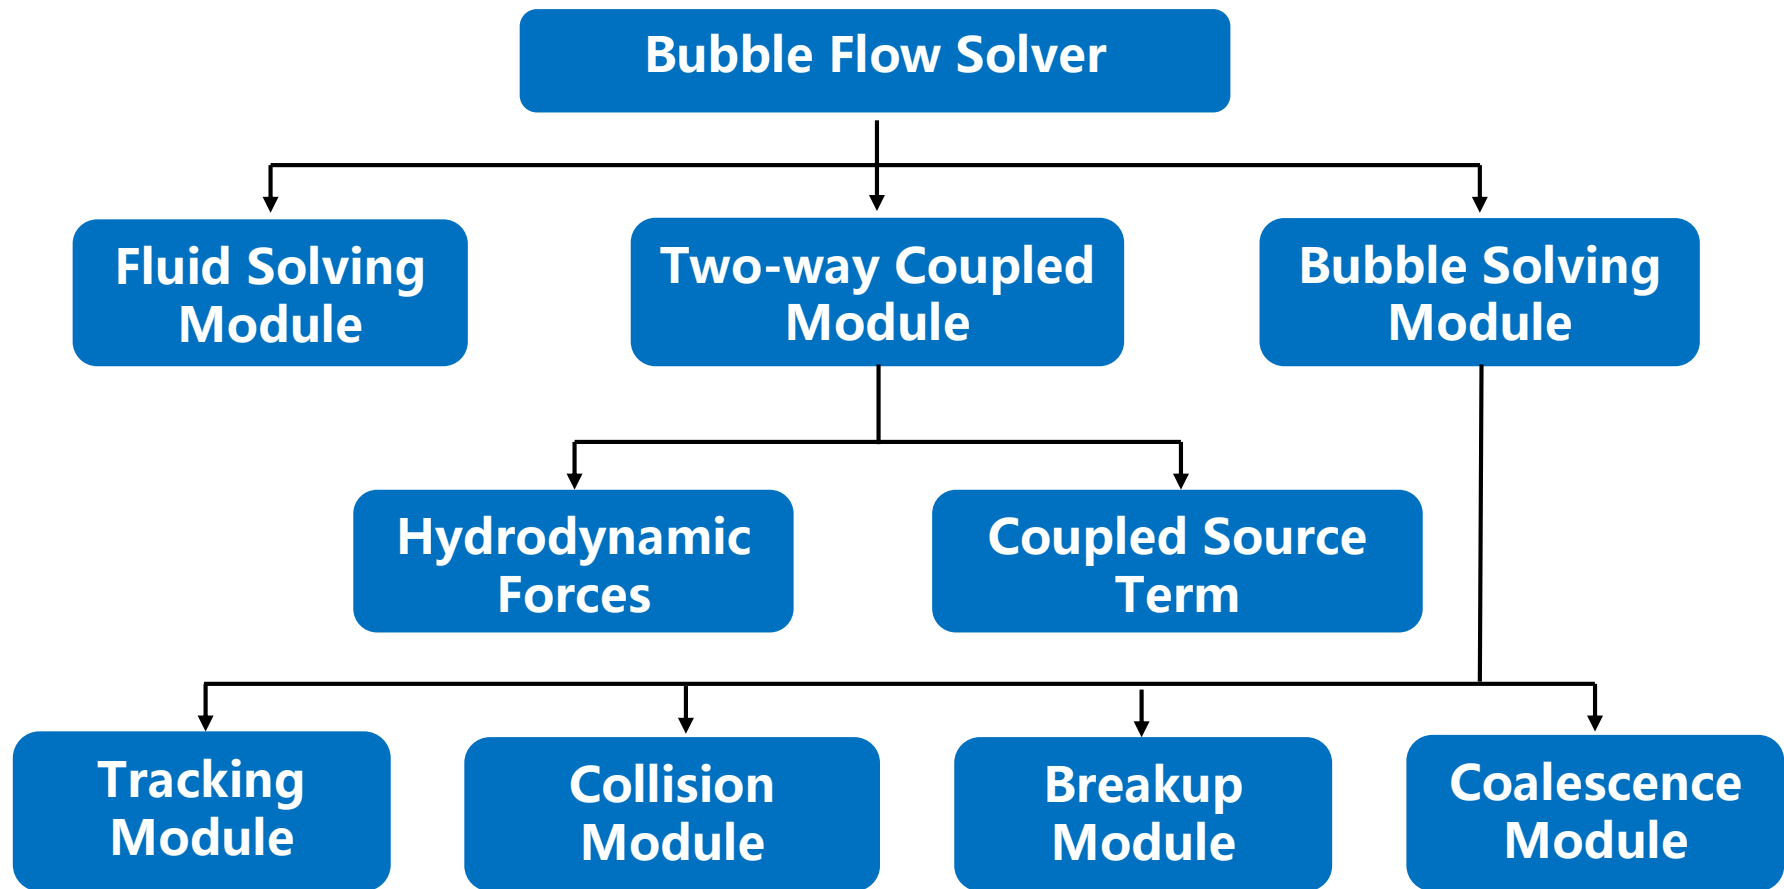 Bubble Flow Solver
Fluid Solving
Module
Two-way Coupled
Module
Bubble Solving
Module
Hydrodynamic
Forces
Coupled Source
Term
Tracking
Module
Collision
Module
Breakup
Module
Coalescence
Module